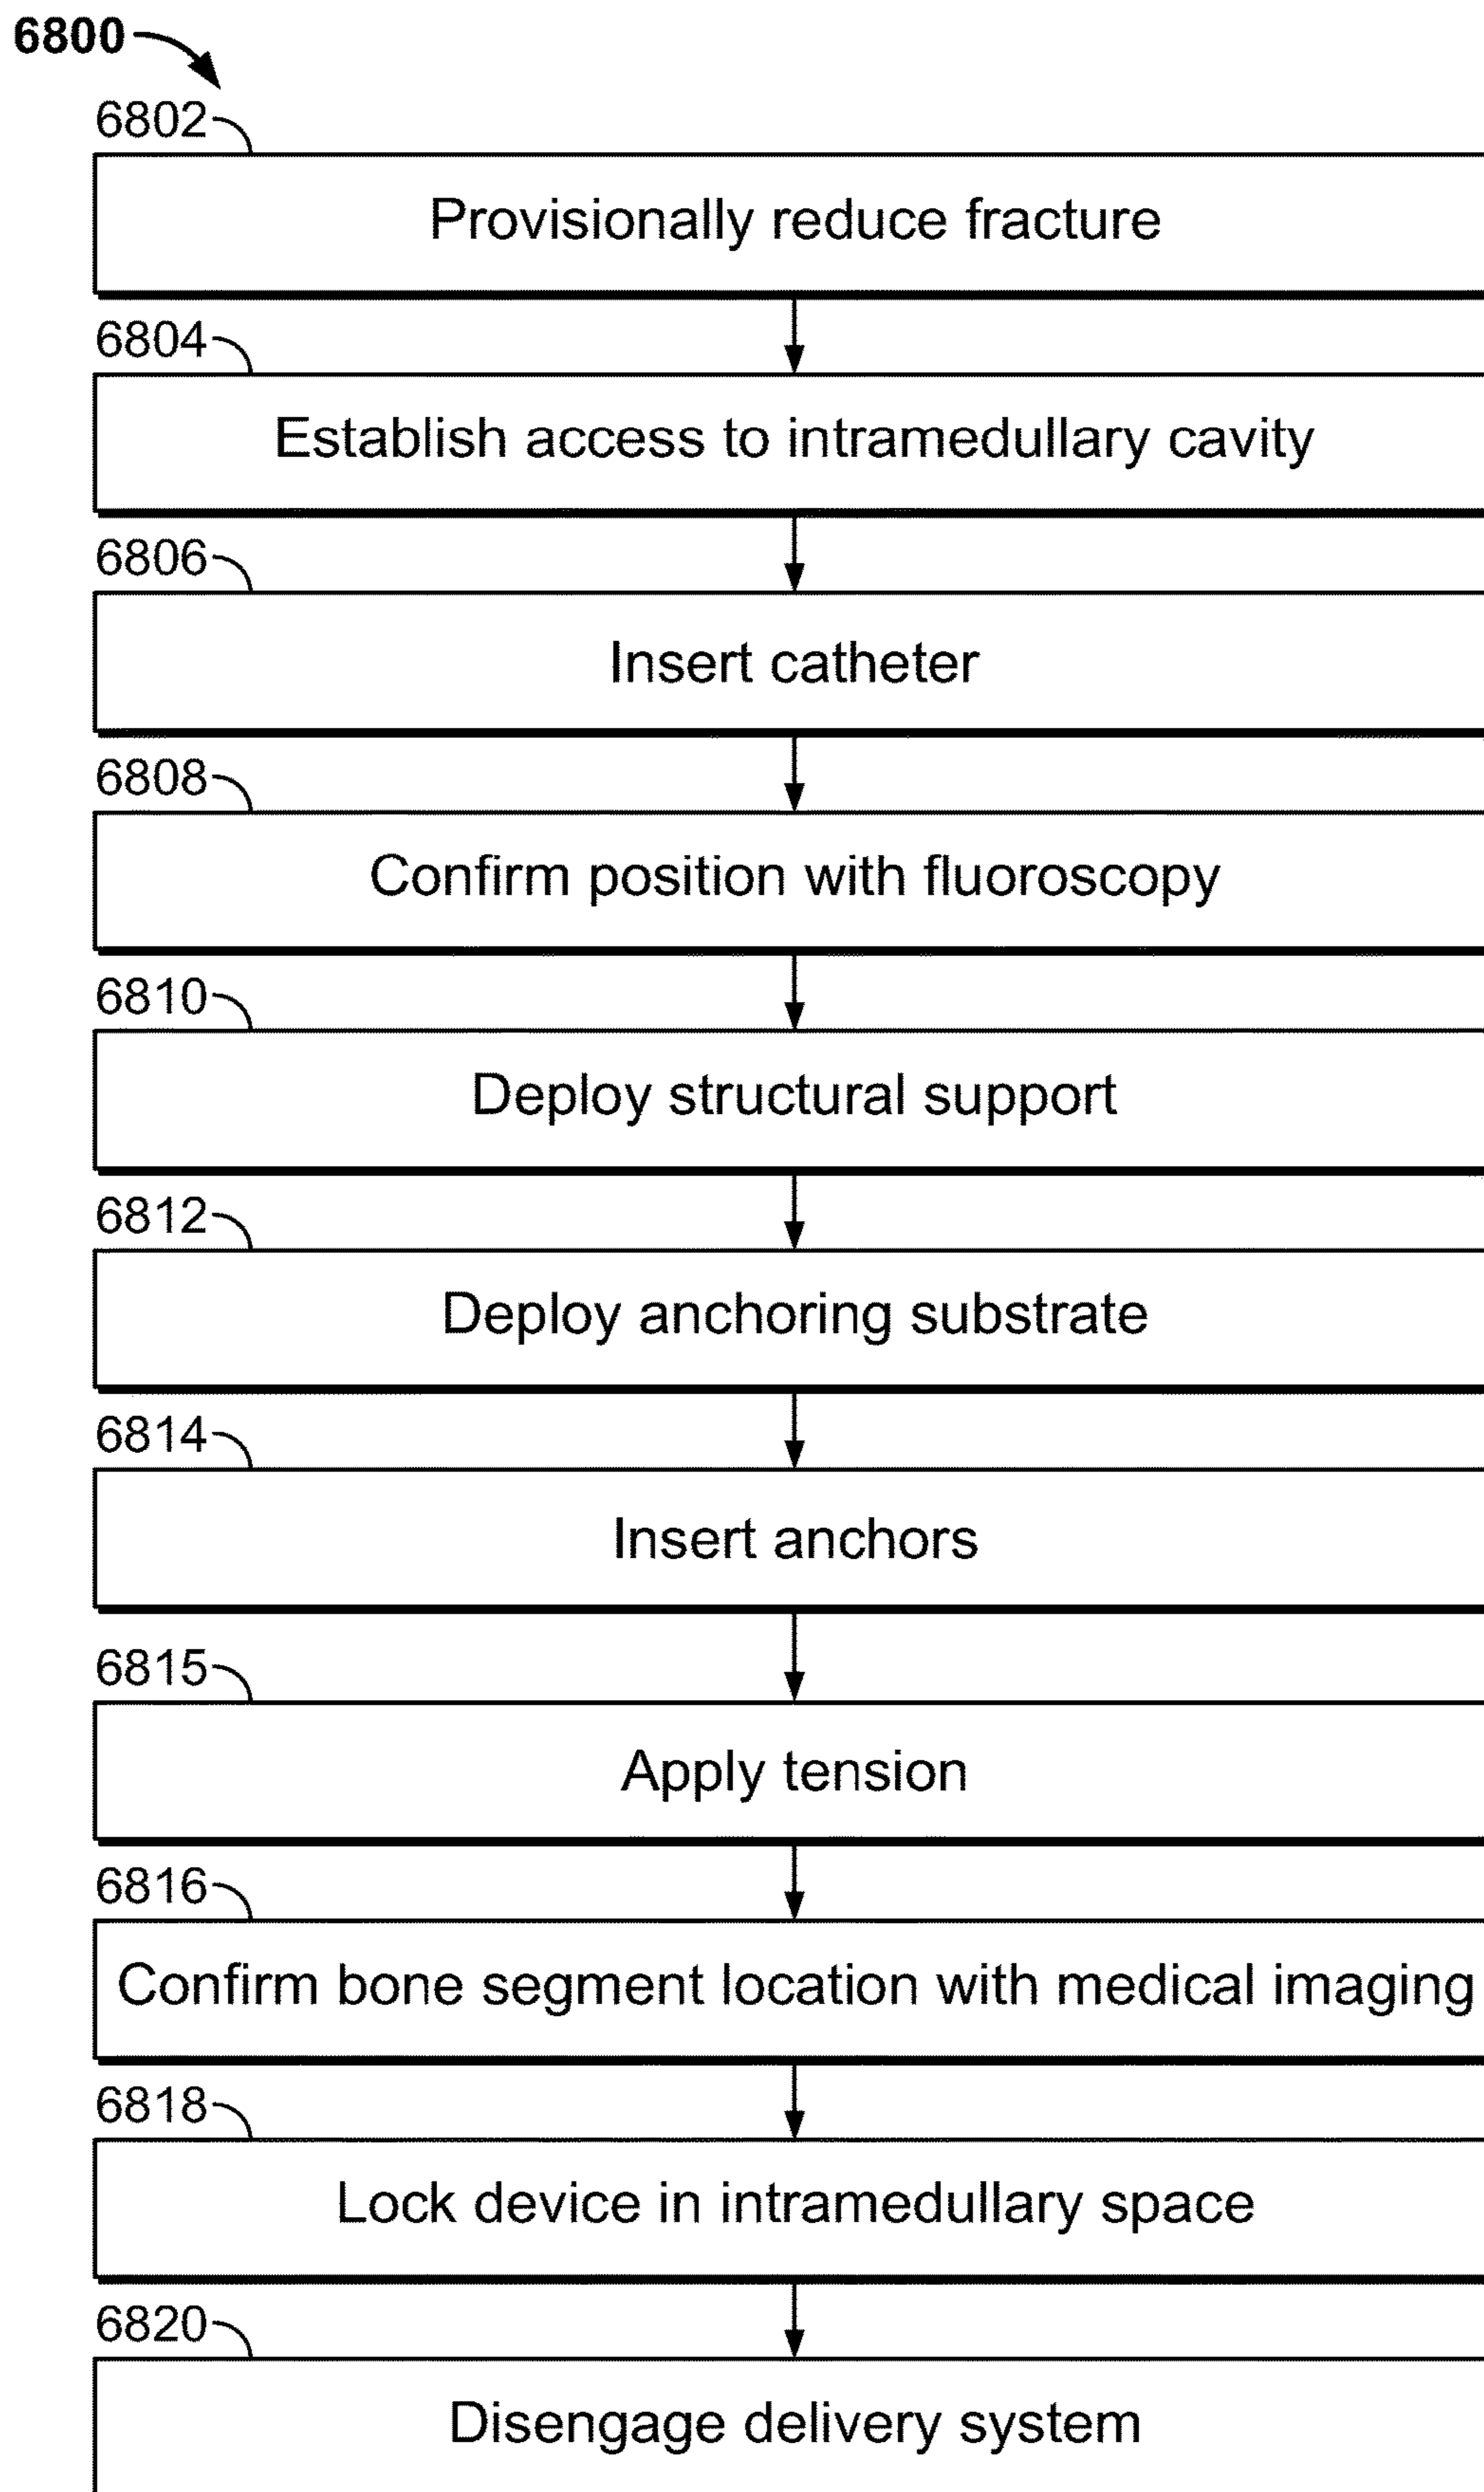 6800
6802
Provisionally reduce fracture
6804
Establish access to intramedullary cavity
6806
Insert catheter
6808
Confirm position with fluoroscopy
6810
Deploy structural support
6812
Deploy anchoring substrate
6814
Insert anchors
6815
Apply tension
6816
Confirm bone segment location with medical imaging
6818
Lock device in intramedullary space
6820
Disengage delivery system